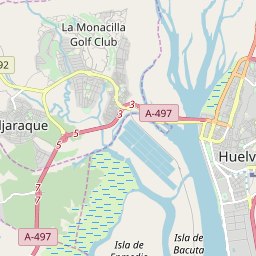 La Monacilla
Golf Club
92
3
A-497
3
ljaraque
5
5
Huelv
7
7
A-497
Isla de
Enmedio
Isla de
Bacuta